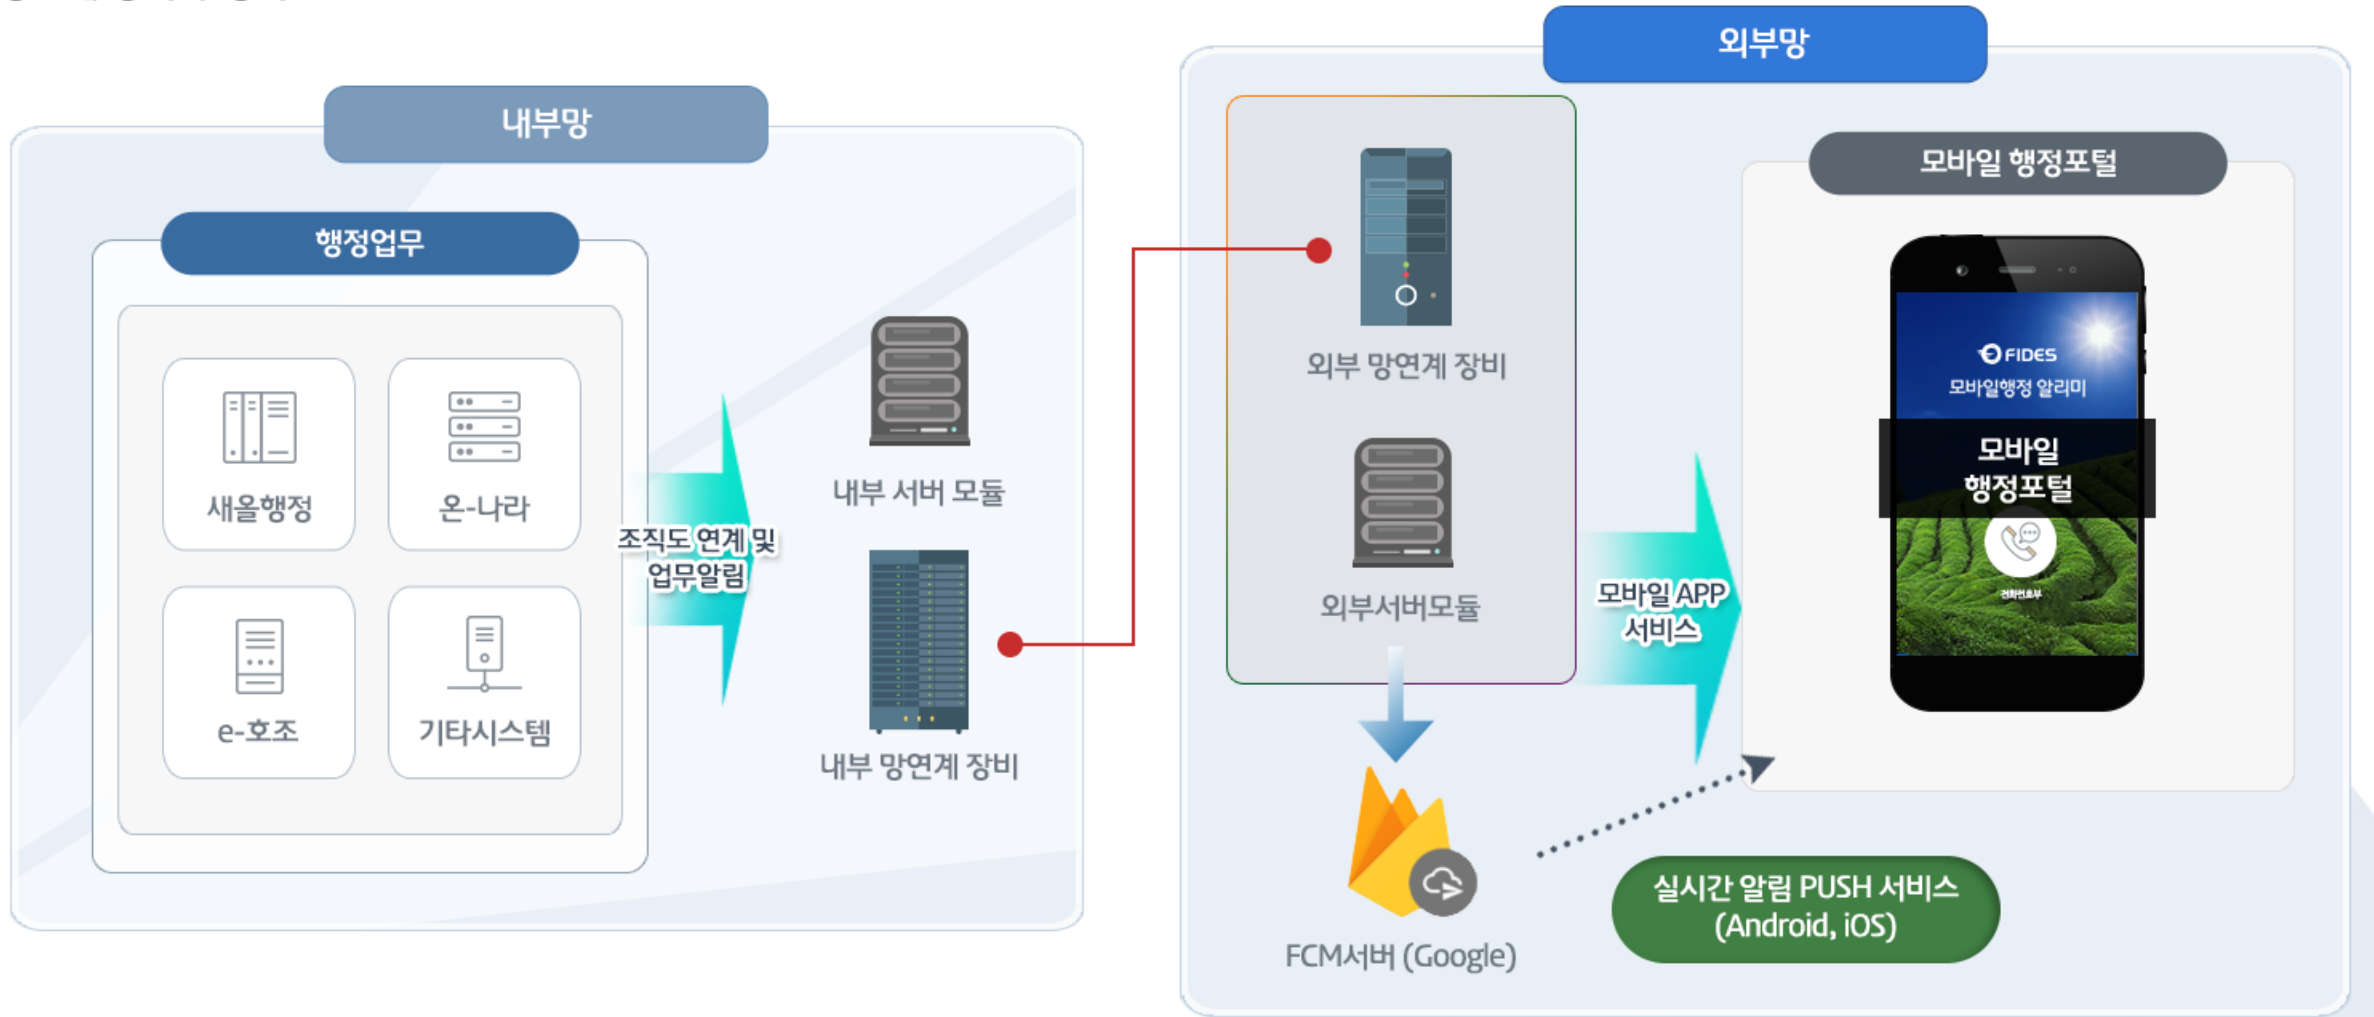 내부망
행정업무
새올행정
온-나라
e-호조
기타시스템
조직도 연계 및
업무알림
내부 서버 모듈
내부 망연계 장비
외부망
외부 망연계 장비
외부서버모듈
FCM서버 (Google)
모바일 APP
서비스
모바일 행정포털
FIDES
모바일행정 알리미
모바일
행정포털
전화번호부
실시간 알림 PUSH 서비스
(Android, iOS)